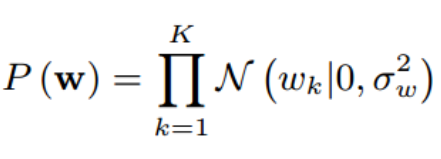 P(𝐰) = ∏_{k=1}^{K} 𝒩(w_k|0, σ_w^2)